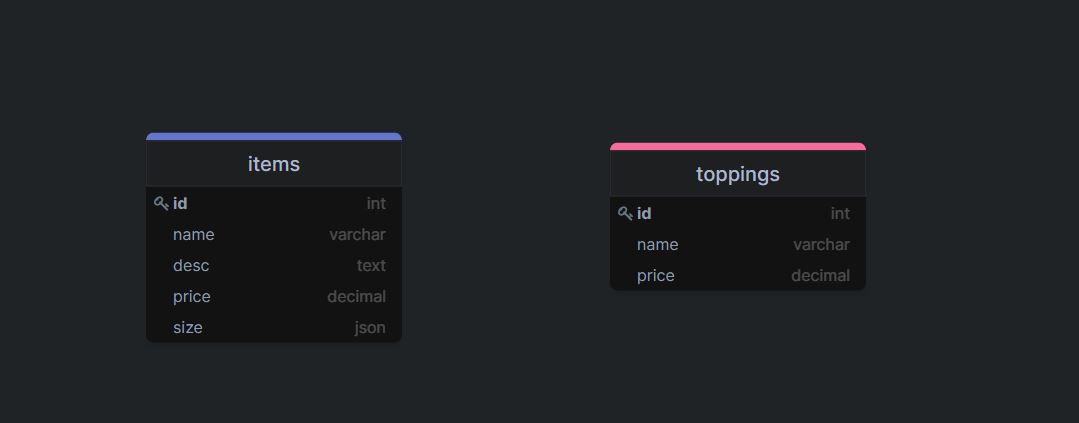 items
id int
name varchar
desc text
price decimal
size json
toppings
id int
name varchar
price decimal